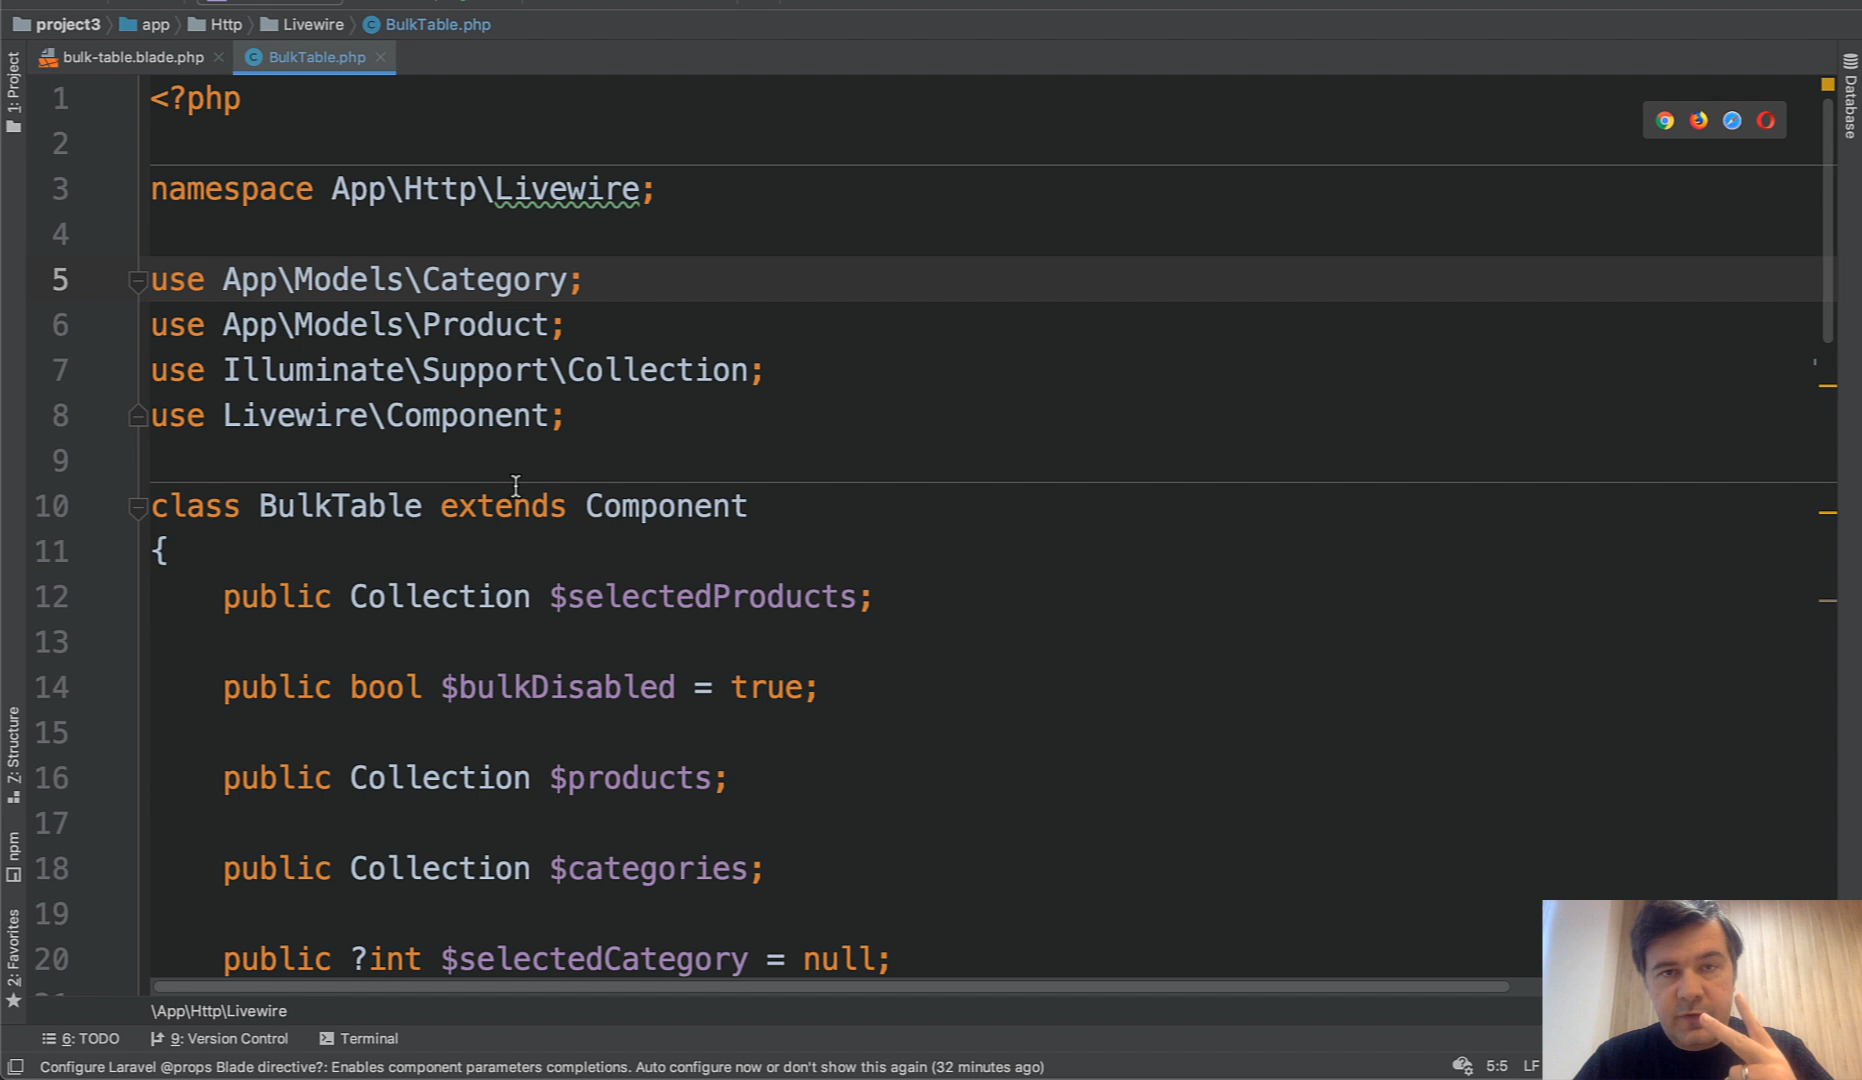 project3 app Http Livewire BulkTable.php
bulk-table.blade.php BulkTable.php
1: Project
Database
7: Structure
npm
2: Favorites
1 <?php
2
3 namespace App\Http\Livewire;
4
5 use App\Models\Category;
6 use App\Models\Product;
7 use Illuminate\Support\Collection;
8 use Livewire\Component;
9
10 class BulkTable extends Component
11 {
12 public Collection $selectedProducts;
13
14 public bool $bulkDisabled = true;
15
16 public Collection $products;
17
18 public Collection $categories;
19
20 public ?int $selectedCategory = null;
\App\Http\Livewire
6: TODO 9: Version Control Terminal
Configure Laravel @props Blade directive?: Enables component parameters completions. Auto configure now or don't show this again (32 minutes ago) 5:5 LF